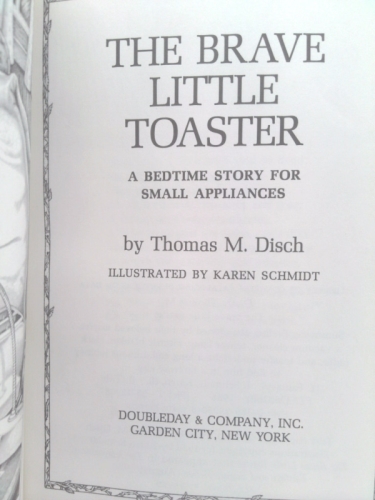 THE BRAVE
LITTLE
TOASTER
A BEDTIME STORY FOR
SMALL APPLIANCES
by Thomas M. Disch
ILLUSTRATED BY KAREN SCHMIDT
DOUBLEDAY & COMPANY, INC.
GARDEN CITY, NEW YORK